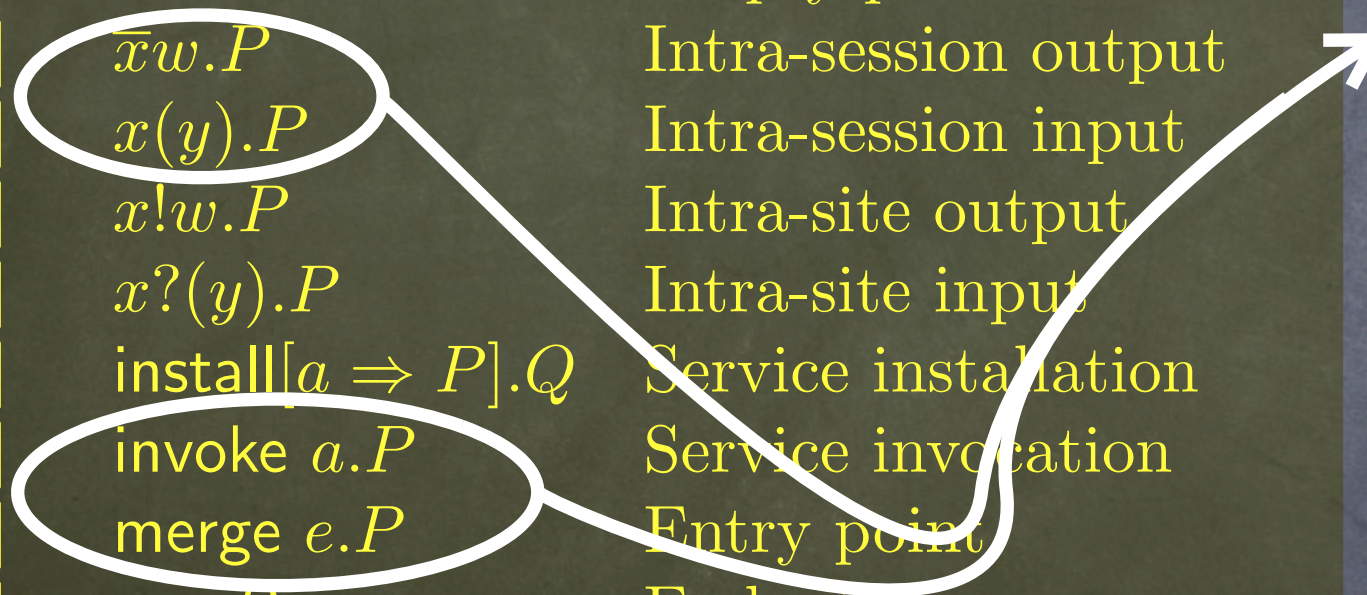 x̅w.P Intra-session output
x(y).P Intra-session input
x!w.P Intra-site output
x?(y).P Intra-site input
install[a ⇒ P].Q Service installation
invoke a.P Service invocation
merge e.P Entry point